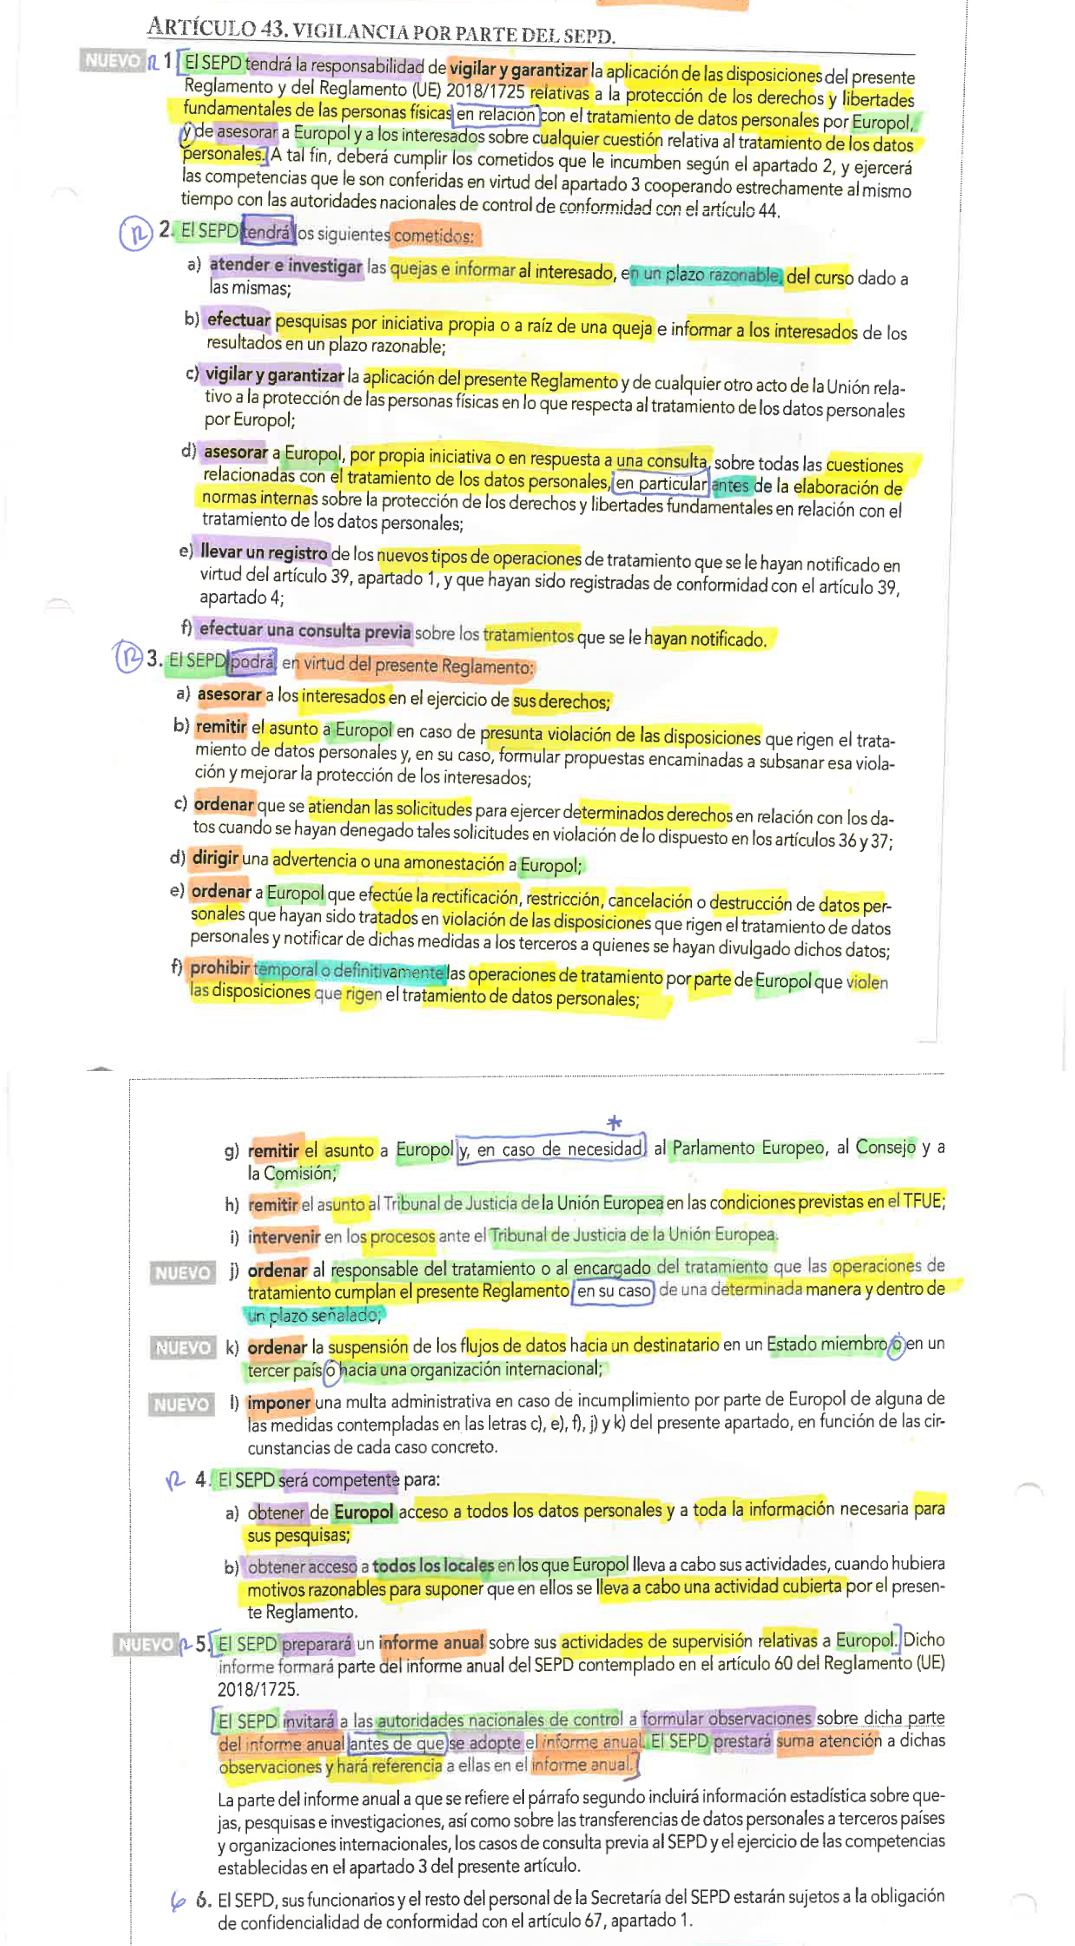 ARTÍCULO 43. VIGILANCIA POR PARTE DEL SEPD.
NUEVO R 1 El SEPD tendrá la responsabilidad de vigilar y garantizar la aplicación de las disposiciones del presente
Reglamento y del Reglamento (UE) 2018/1725 relativas a la protección de los derechos y libertades
fundamentales de las personas físicas en relación con el tratamiento de datos personales por Europol,
y de asesorar a Europol y a los interesados sobre cualquier cuestión relativa al tratamiento de los datos
personales. A tal fin, deberá cumplir los cometidos que le incumben según el apartado 2, y ejercerá
las competencias que le son conferidas en virtud del apartado 3 cooperando estrechamente al mismo
tiempo con las autoridades nacionales de control de conformidad con el artículo 44.
R 2. El SEPD tendrá los siguientes cometidos:
a) atender e investigar las quejas e informar al interesado, en un plazo razonable, del curso dado a
las mismas;
b) efectuar pesquisas por iniciativa propia o a raíz de una queja e informar a los interesados de los
resultados en un plazo razonable;
c) vigilar y garantizar la aplicación del presente Reglamento y de cualquier otro acto de la Unión rela-
tivo a la protección de las personas físicas en lo que respecta al tratamiento de los datos personales
por Europol;
d) asesorar a Europol, por propia iniciativa o en respuesta a una consulta, sobre todas las cuestiones
relacionadas con el tratamiento de los datos personales, en particular antes de la elaboración de
normas internas sobre la protección de los derechos y libertades fundamentales en relación con el
tratamiento de los datos personales;
e) llevar un registro de los nuevos tipos de operaciones de tratamiento que se le hayan notificado en
virtud del artículo 39, apartado 1, y que hayan sido registradas de conformidad con el artículo 39,
apartado 4;
f) efectuar una consulta previa sobre los tratamientos que se le hayan notificado.
R 3. El SEPD podrá, en virtud del presente Reglamento:
a) asesorar a los interesados en el ejercicio de sus derechos;
b) remitir el asunto a Europol en caso de presunta violación de las disposiciones que rigen el trata-
miento de datos personales y, en su caso, formular propuestas encaminadas a subsanar esa viola-
ción y mejorar la protección de los interesados;
c) ordenar que se atiendan las solicitudes para ejercer determinados derechos en relación con los da-
tos cuando se hayan denegado tales solicitudes en violación de lo dispuesto en los artículos 36 y 37;
d) dirigir una advertencia o una amonestación a Europol;
e) ordenar a Europol que efectúe la rectificación, restricción, cancelación o destrucción de datos per-
sonales que hayan sido tratados en violación de las disposiciones que rigen el tratamiento de datos
personales y notificar de dichas medidas a los terceros a quienes se hayan divulgado dichos datos;
f) prohibir temporal o definitivamente las operaciones de tratamiento por parte de Europol que violen
las disposiciones que rigen el tratamiento de datos personales;
*
g) remitir el asunto a Europol y, en caso de necesidad, al Parlamento Europeo, al Consejo y a
la Comisión;
h) remitir el asunto al Tribunal de Justicia de la Unión Europea en las condiciones previstas en el TFUE;
i) intervenir en los procesos ante el Tribunal de Justicia de la Unión Europea.
NUEVO j) ordenar al responsable del tratamiento o al encargado del tratamiento que las operaciones de
tratamiento cumplan el presente Reglamento, en su caso, de una determinada manera y dentro de
un plazo señalado;
NUEVO k) ordenar la suspensión de los flujos de datos hacia un destinatario en un Estado miembro o en un
tercer país o hacia una organización internacional;
NUEVO l) imponer una multa administrativa en caso de incumplimiento por parte de Europol de alguna de
las medidas contempladas en las letras c), e), f), j) y k) del presente apartado, en función de las cir-
cunstancias de cada caso concreto.
R 4. El SEPD será competente para:
a) obtener de Europol acceso a todos los datos personales y a toda la información necesaria para
sus pesquisas;
b) obtener acceso a todos los locales en los que Europol lleva a cabo sus actividades, cuando hubiera
motivos razonables para suponer que en ellos se lleva a cabo una actividad cubierta por el presen-
te Reglamento.
NUEVO R 5. El SEPD preparará un informe anual sobre sus actividades de supervisión relativas a Europol. Dicho
informe formará parte del informe anual del SEPD contemplado en el artículo 60 del Reglamento (UE)
2018/1725.
El SEPD invitará a las autoridades nacionales de control a formular observaciones sobre dicha parte
del informe anual antes de que se adopte el informe anual. El SEPD prestará suma atención a dichas
observaciones y hará referencia a ellas en el informe anual.
La parte del informe anual a que se refiere el párrafo segundo incluirá información estadística sobre que-
jas, pesquisas e investigaciones, así como sobre las transferencias de datos personales a terceros países
y organizaciones internacionales, los casos de consulta previa al SEPD y el ejercicio de las competencias
establecidas en el apartado 3 del presente artículo.
6. El SEPD, sus funcionarios y el resto del personal de la Secretaría del SEPD estarán sujetos a la obligación
de confidencialidad de conformidad con el artículo 67, apartado 1.